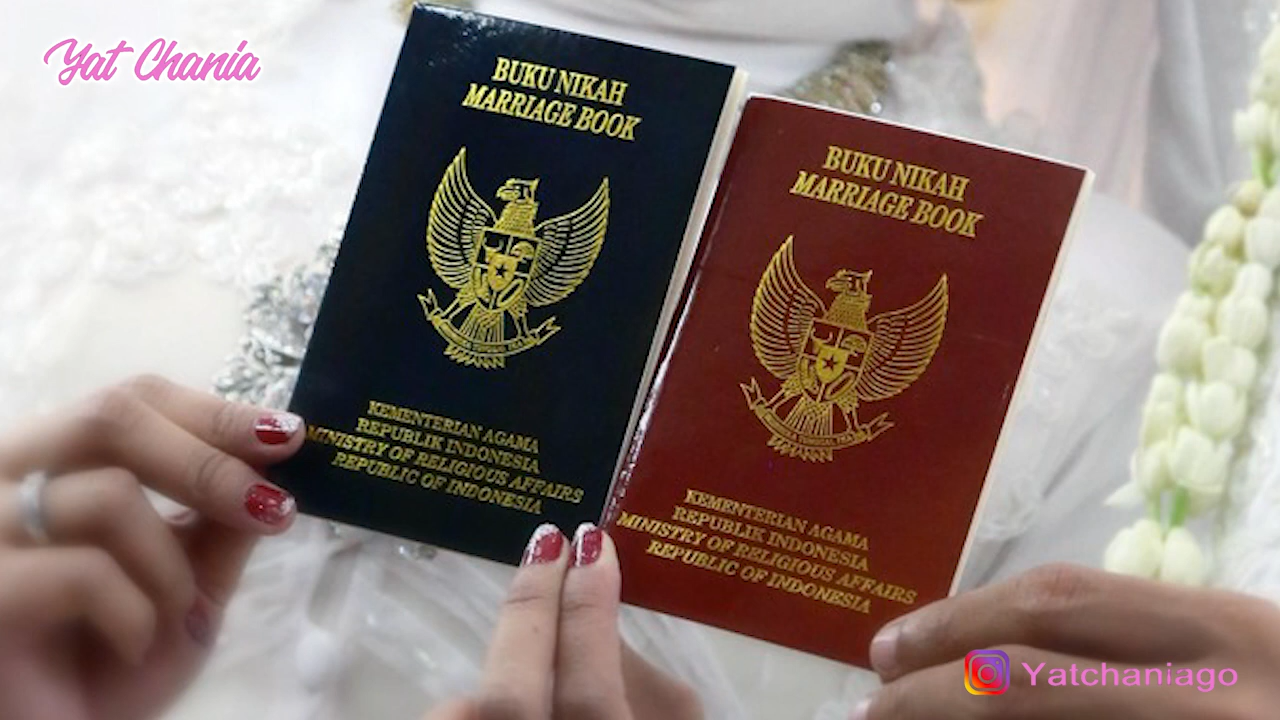 Yat Chania
BUKU NIKAH
MARRIAGE BOOK
KEMENTERIAN AGAMA
REPUBLIK INDONESIA
MINISTRY OF RELIGIOUS AFFAIRS
REPUBLIC OF INDONESIA
BUKU NIKAH
MARRIAGE BOOK
KEMENTERIAN AGAMA
REPUBLIK INDONESIA
MINISTRY OF RELIGIOUS AFFAIRS
REPUBLIC OF INDONESIA
Yatchaniago